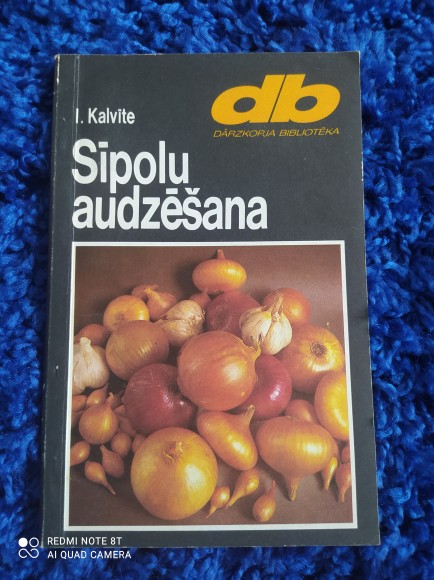 I. Kalvīte
db
DĀRZKOPJA BIBLIOTĒKA
Sīpolu
audzēšana
REDMI NOTE 8T
AI QUAD CAMERA